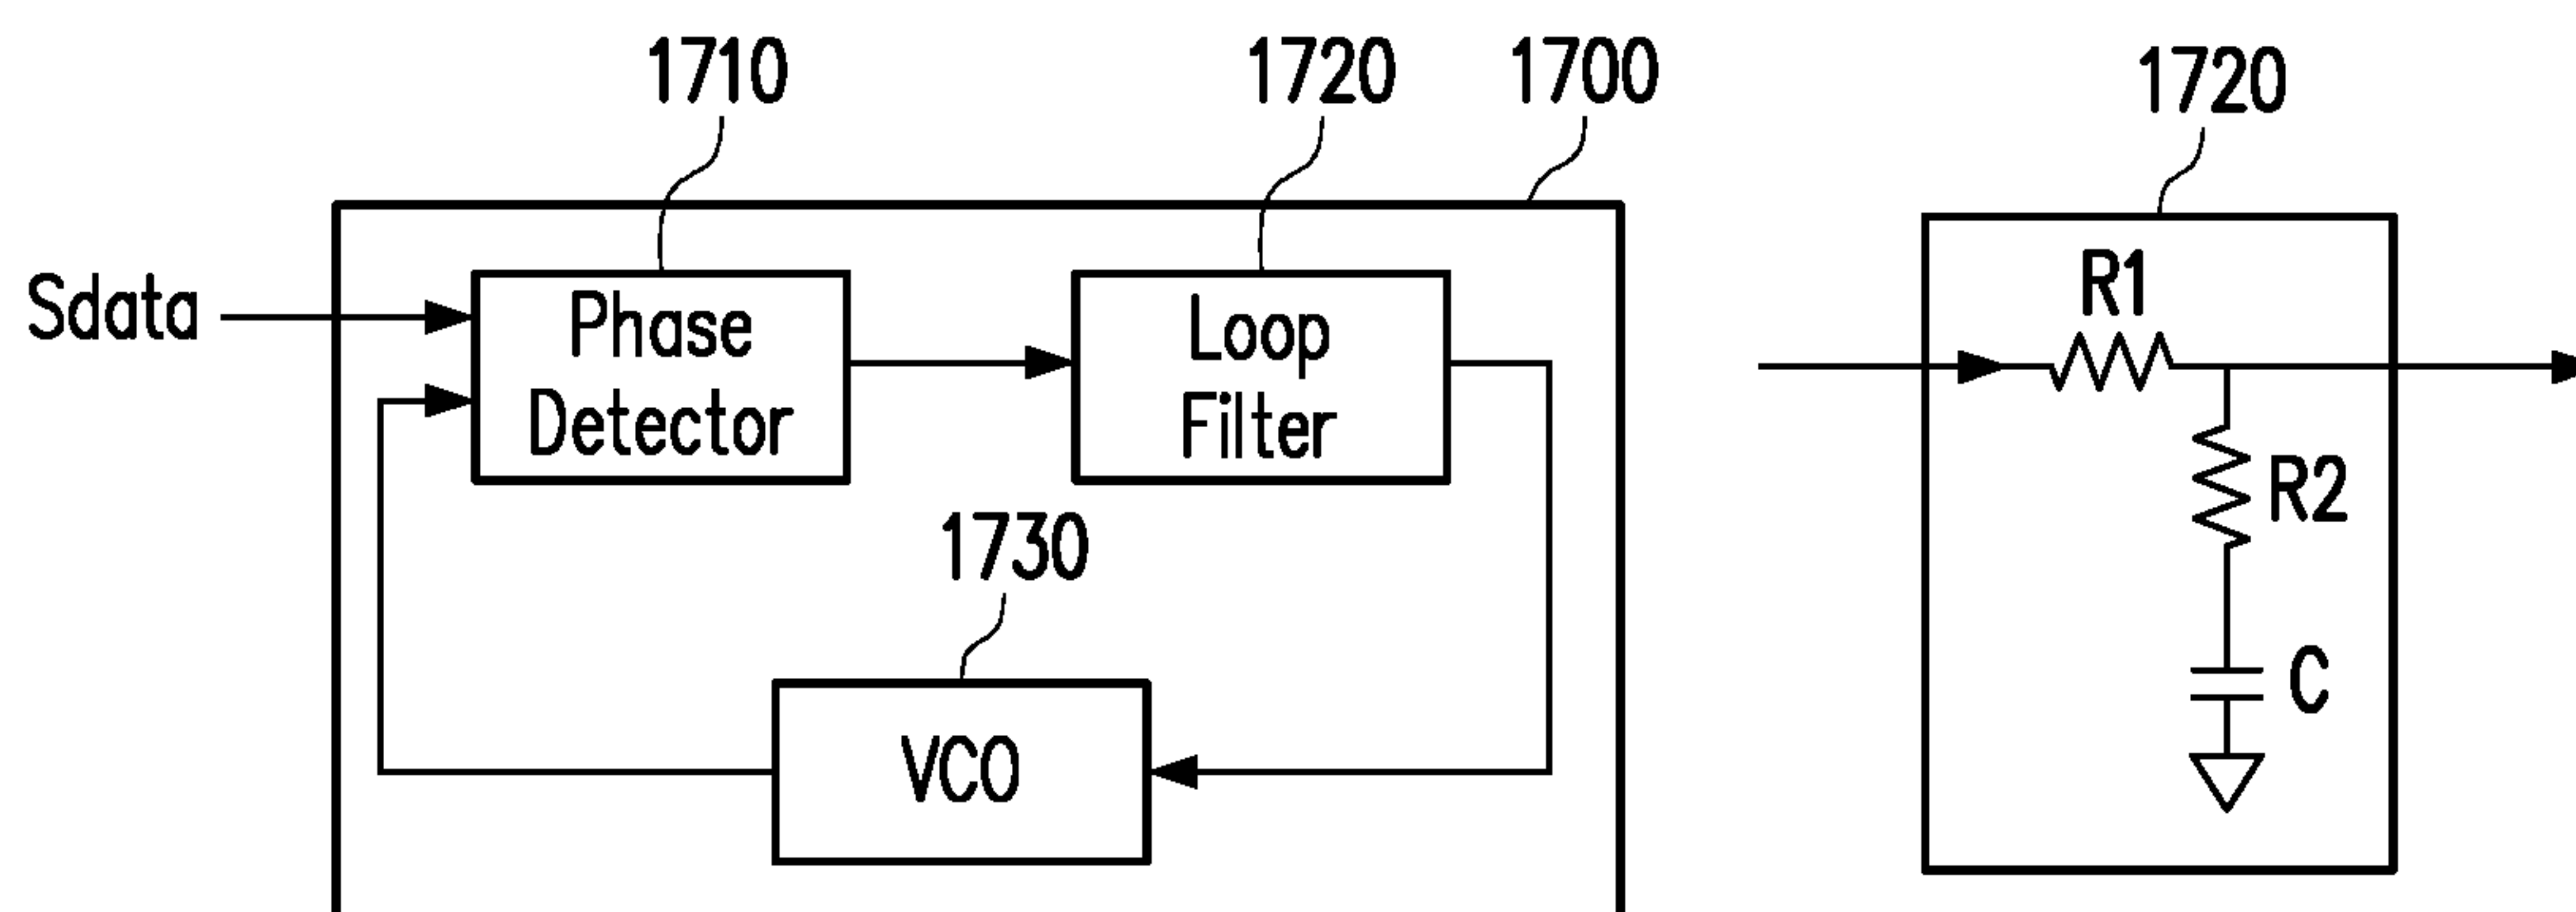 1710
1720
1700
1720
Sdata
Phase
Detector
Loop
Filter
R1
R2
1730
VCO
C